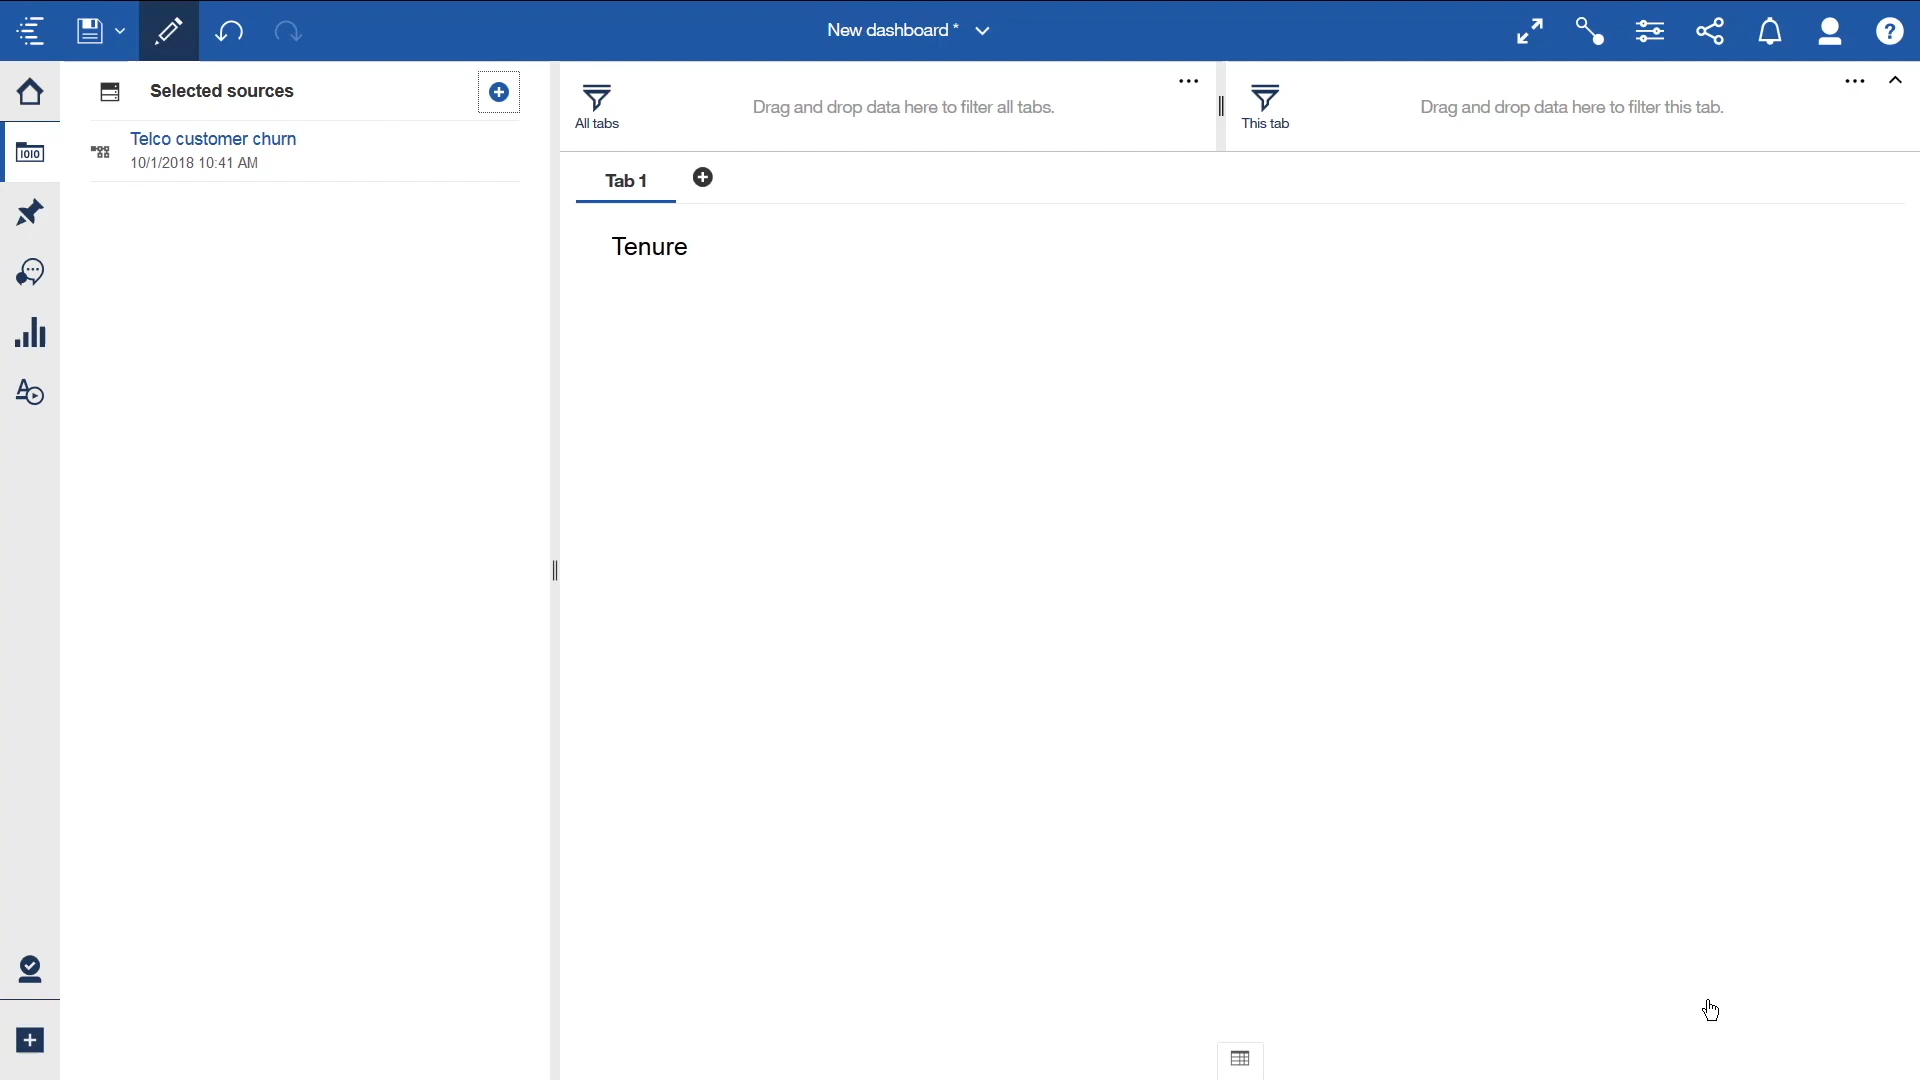 New dashboard *
Selected sources
Telco customer churn
10/1/2018 10:41 AM
All tabs
Drag and drop data here to filter all tabs.
This tab
Drag and drop data here to filter this tab.
Tab 1
Tenure